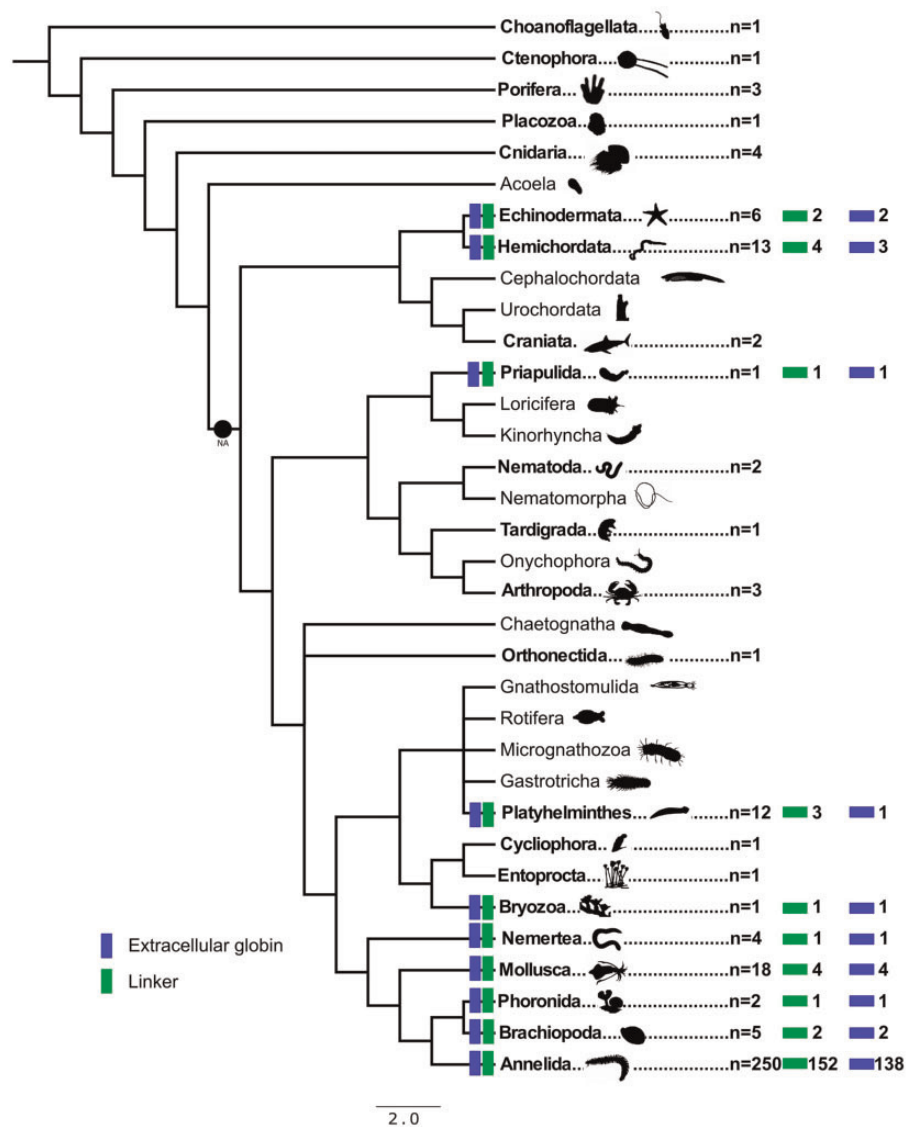 Choanoflagellata n=1
Ctenophora n=1
Porifera n=3
Placozoa n=1
Cnidaria n=4
Acoela
Echinodermata n=6 2 2
Hemichordata n=13 4 3
Cephalochordata
Urochordata
Craniata n=2
Priapulida n=1 1 1
Loricifera
NA
Kinorhyncha
Nematoda n=2
Nematomorpha
Tardigrada n=1
Onychophora
Arthropoda n=3
Chaetognatha
Orthonectida n=1
Gnathostomulida
Rotifera
Micrognathozoa
Gastrotricha
Platyhelminthes n=12 3 1
Cycliophora n=1
Entoprocta n=1
Bryozoa n=1 1 1
Nemertea n=4 1 1
Mollusca n=18 4 4
Phoronida n=2 1 1
Brachiopoda n=5 2 2
Annelida n=250 152 138
Extracellular globin
Linker
2.0